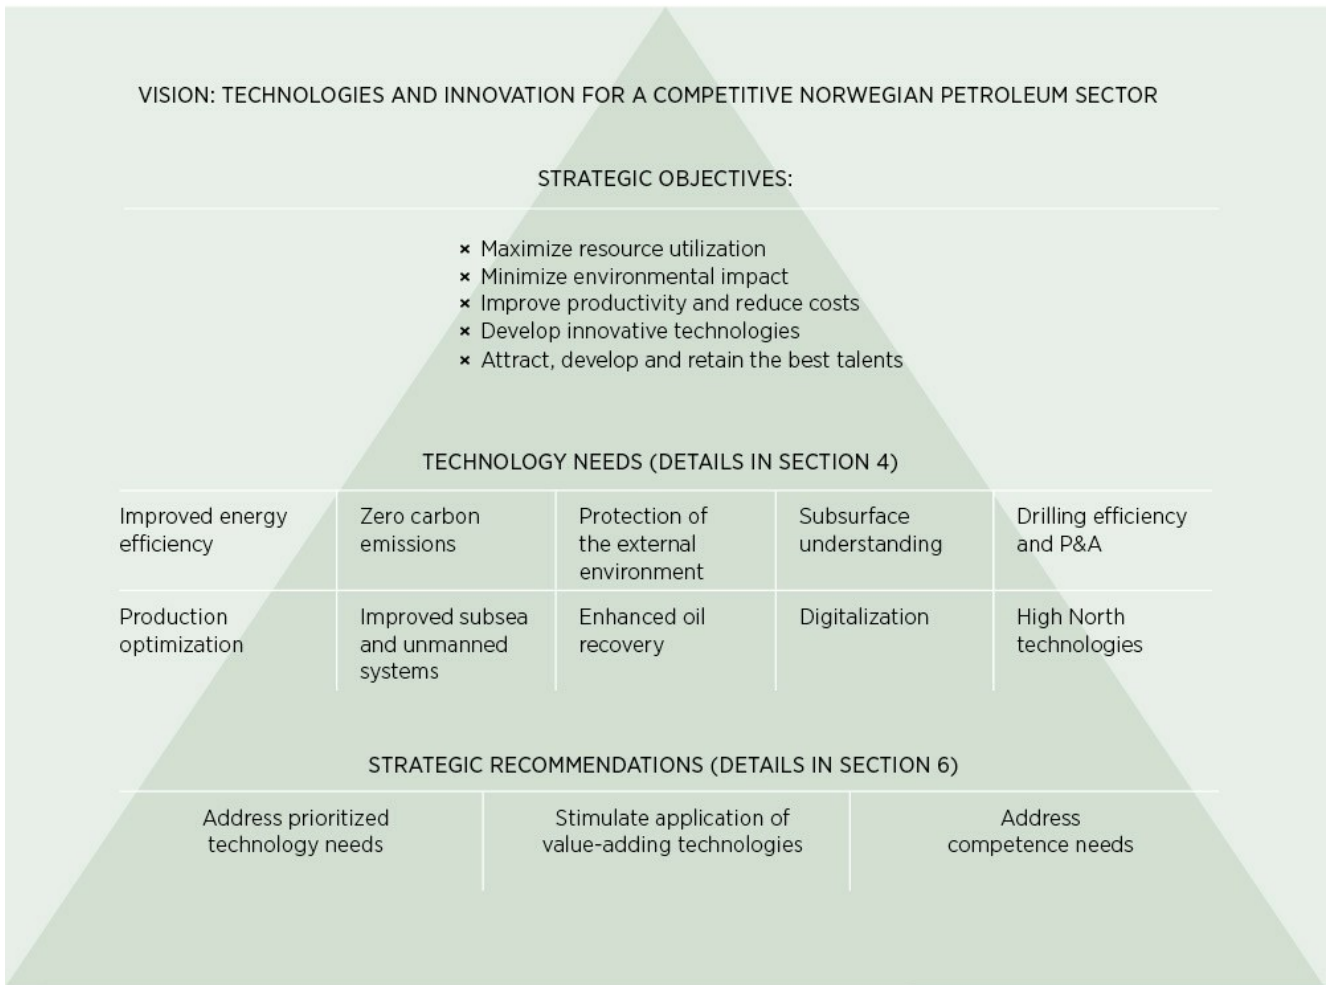 VISION: TECHNOLOGIES AND INNOVATION FOR A COMPETITIVE NORWEGIAN PETROLEUM SECTOR
STRATEGIC OBJECTIVES:
× Maximize resource utilization
× Minimize environmental impact
× Improve productivity and reduce costs
× Develop innovative technologies
× Attract, develop and retain the best talents
TECHNOLOGY NEEDS (DETAILS IN SECTION 4)
Improved energy
efficiency
Zero carbon
emissions
Protection of
the external
environment
Subsurface
understanding
Drilling efficiency
and P&A
Production
optimization
Improved subsea
and unmanned
systems
Enhanced oil
recovery
Digitalization
High North
technologies
STRATEGIC RECOMMENDATIONS (DETAILS IN SECTION 6)
Address prioritized
technology needs
Stimulate application of
value-adding technologies
Address
competence needs